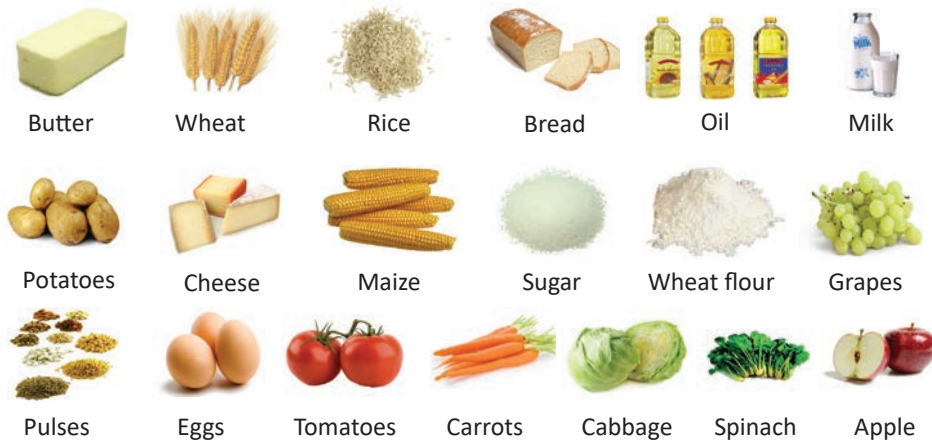 Butter Wheat Rice Bread Oil Milk
Potatoes Cheese Maize Sugar Wheat flour Grapes
Pulses Eggs Tomatoes Carrots Cabbage Spinach Apple